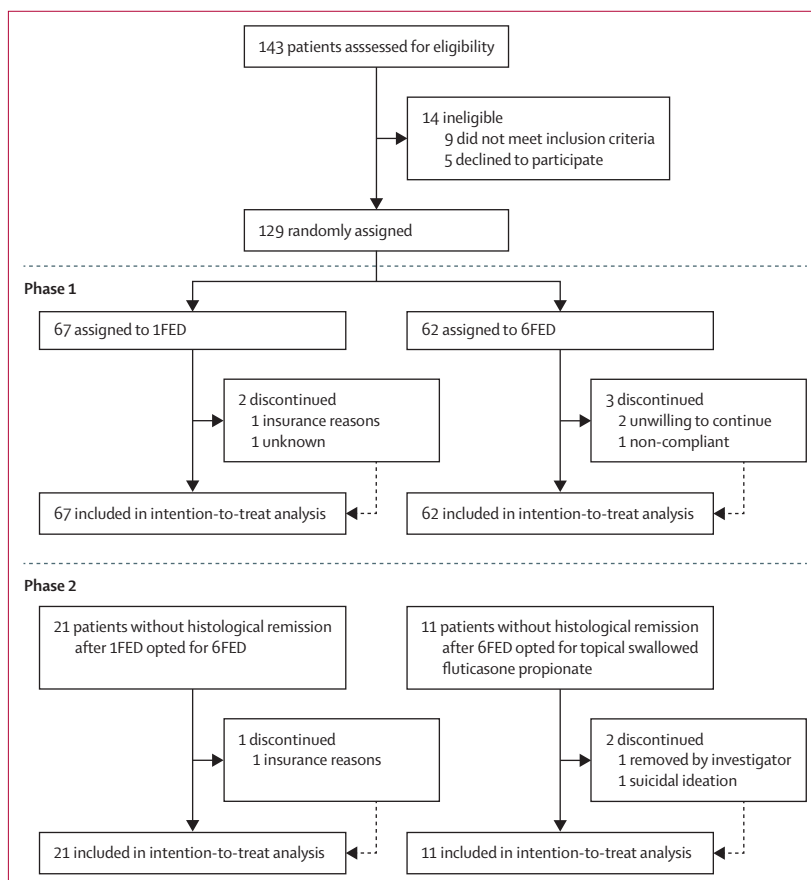 143 patients asssessed for eligibility
14 ineligible
9 did not meet inclusion criteria
5 declined to participate
129 randomly assigned
Phase 1
67 assigned to 1FED
62 assigned to 6FED
2 discontinued
1 insurance reasons
1 unknown
3 discontinued
2 unwilling to continue
1 non-compliant
67 included in intention-to-treat analysis
62 included in intention-to-treat analysis
Phase 2
21 patients without histological remission
after 1FED opted for 6FED
11 patients without histological remission
after 6FED opted for topical swallowed
fluticasone propionate
1 discontinued
1 insurance reasons
2 discontinued
1 removed by investigator
1 suicidal ideation
21 included in intention-to-treat analysis
11 included in intention-to-treat analysis